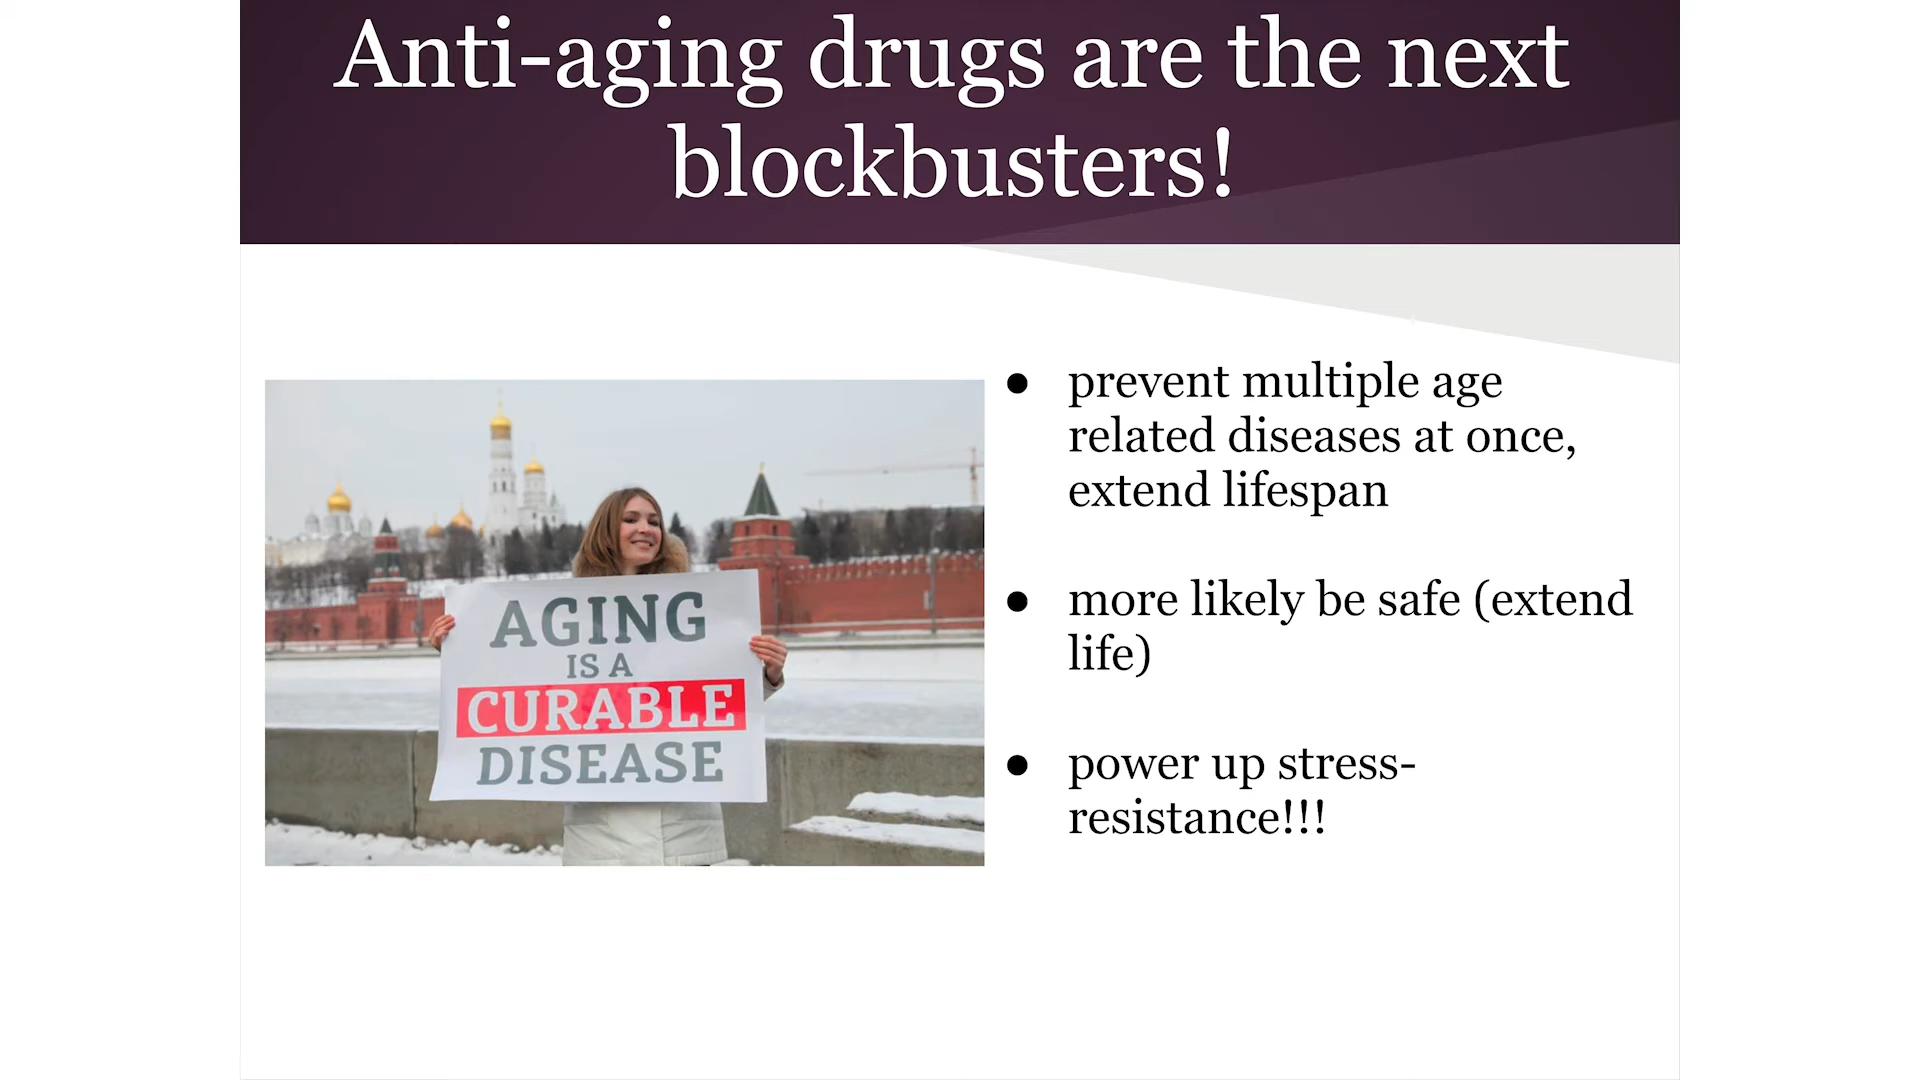 Anti-aging drugs are the next
blockbusters!
AGING
IS A
CURABLE
DISEASE
● prevent multiple age
related diseases at once,
extend lifespan
● more likely be safe (extend
life)
● power up stress-
resistance!!!